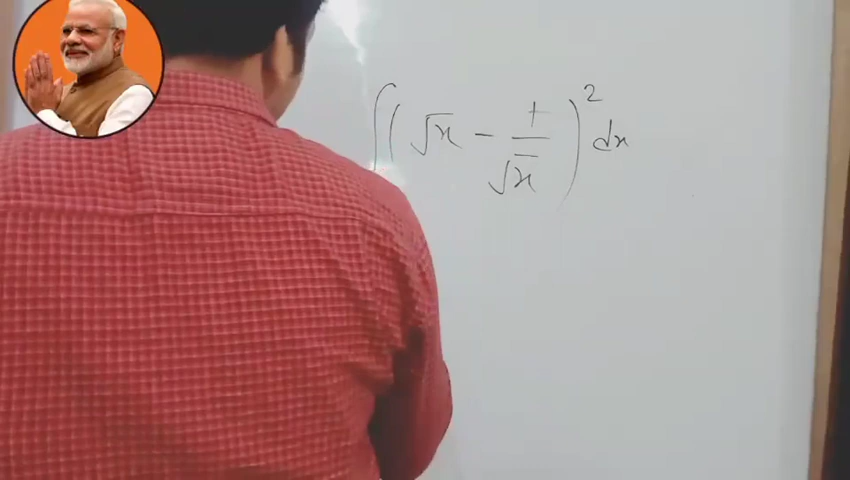 ∫(√x - 1/√x)² dx